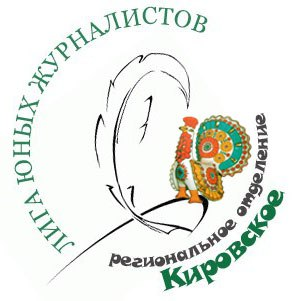 ЛИГА ЮНЫХ ЖУРНАЛИСТОВ
региональное отделение
Кировское